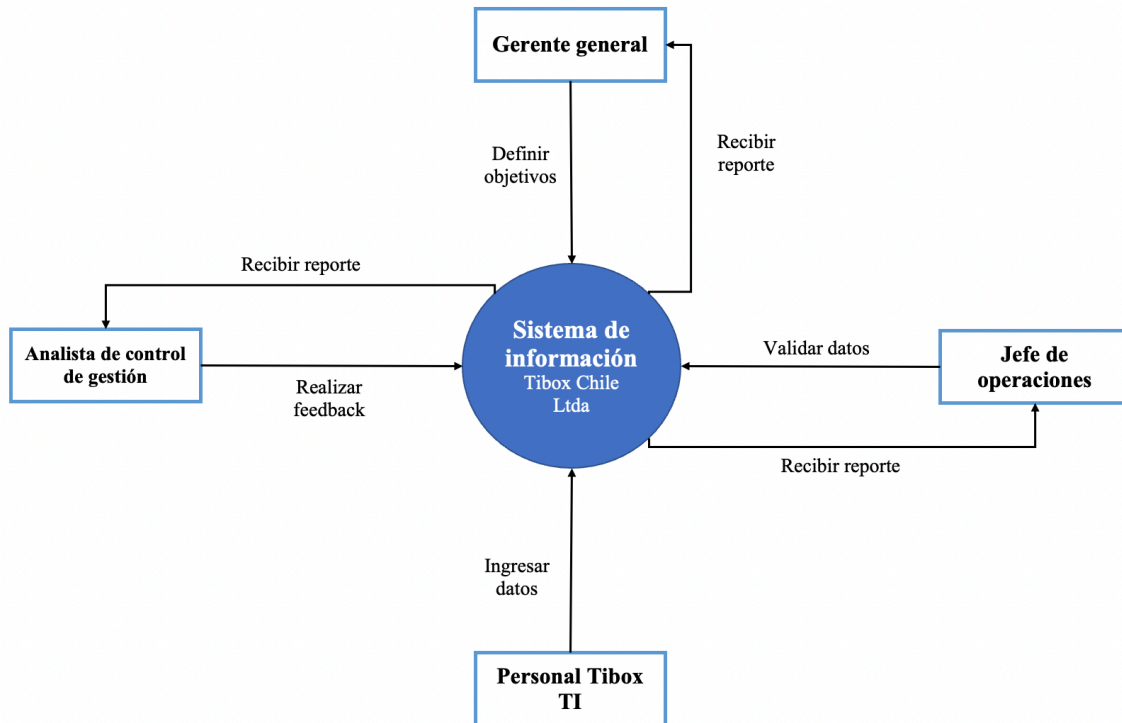 Gerente general
Definir
objetivos
Recibir
reporte
Recibir reporte
Analista de control
de gestión
Realizar
feedback
Sistema de
información
Tibox Chile
Ltda
Validar datos
Jefe de
operaciones
Recibir reporte
Ingresar
datos
Personal Tibox
TI